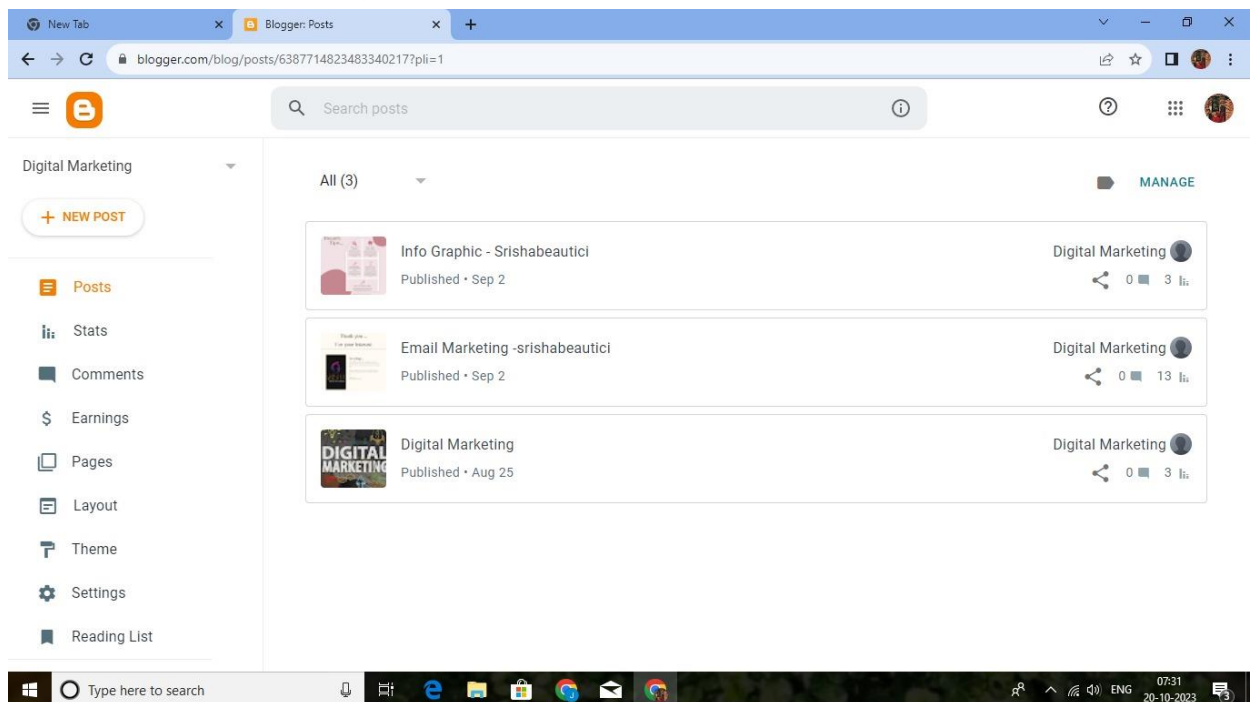 New Tab
Blogger: Posts
blogger.com/blog/posts/6387714823483340217?pli=1
Search posts
Digital Marketing
All (3)
MANAGE
+ NEW POST
Info Graphic - Srishabeautici
Digital Marketing
Published • Sep 2
0 3
Posts
Stats
Email Marketing -srishabeautici
Digital Marketing
Published • Sep 2
0 13
Comments
Earnings
DIGITAL
MARKETING
Digital Marketing
Digital Marketing
Published • Aug 25
0 3
Pages
Layout
Theme
Settings
Reading List
Type here to search
ENG
07:31
20-10-2023
3